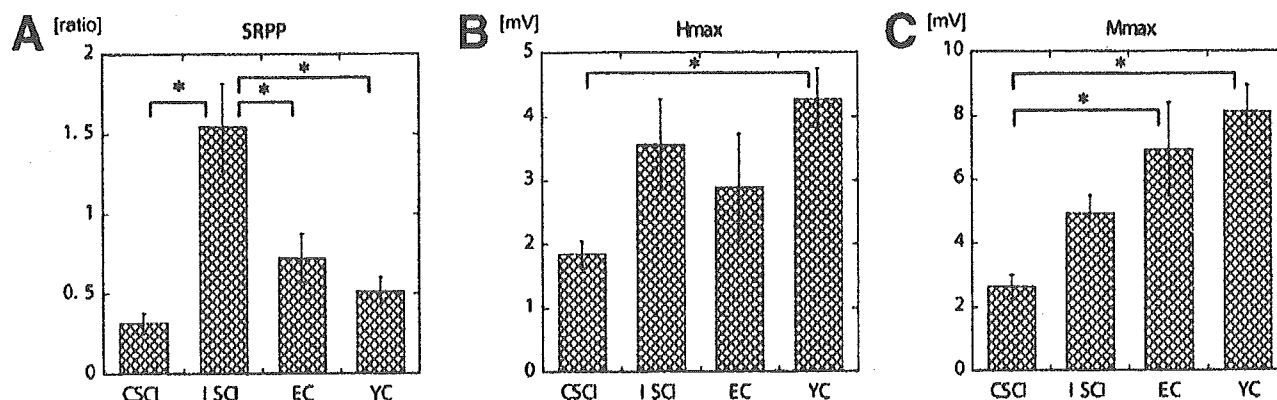 A [ratio] SRPP
2
1.5
1
0.5
0
* * *
CSCI I SCI EC YC
B [mV] Hmax
5
4
3
2
1
0
*
CSCI I SCI EC YC
C [mV] Mmax
10
8
6
4
2
0
* *
CSCI I SCI EC YC